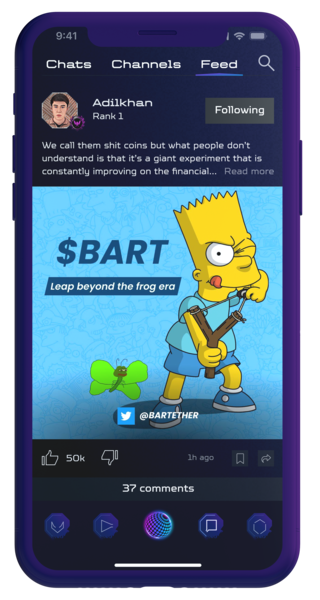 9:41
Chats Channels Feed
Adilkhan
Rank 1
Following
We call them shit coins but what people don't
understand is that it's a giant experiment that is
constantly improving on the financial... Read more
$BART
Leap beyond the frog era
@BARTETHER
50k
1h ago
37 comments